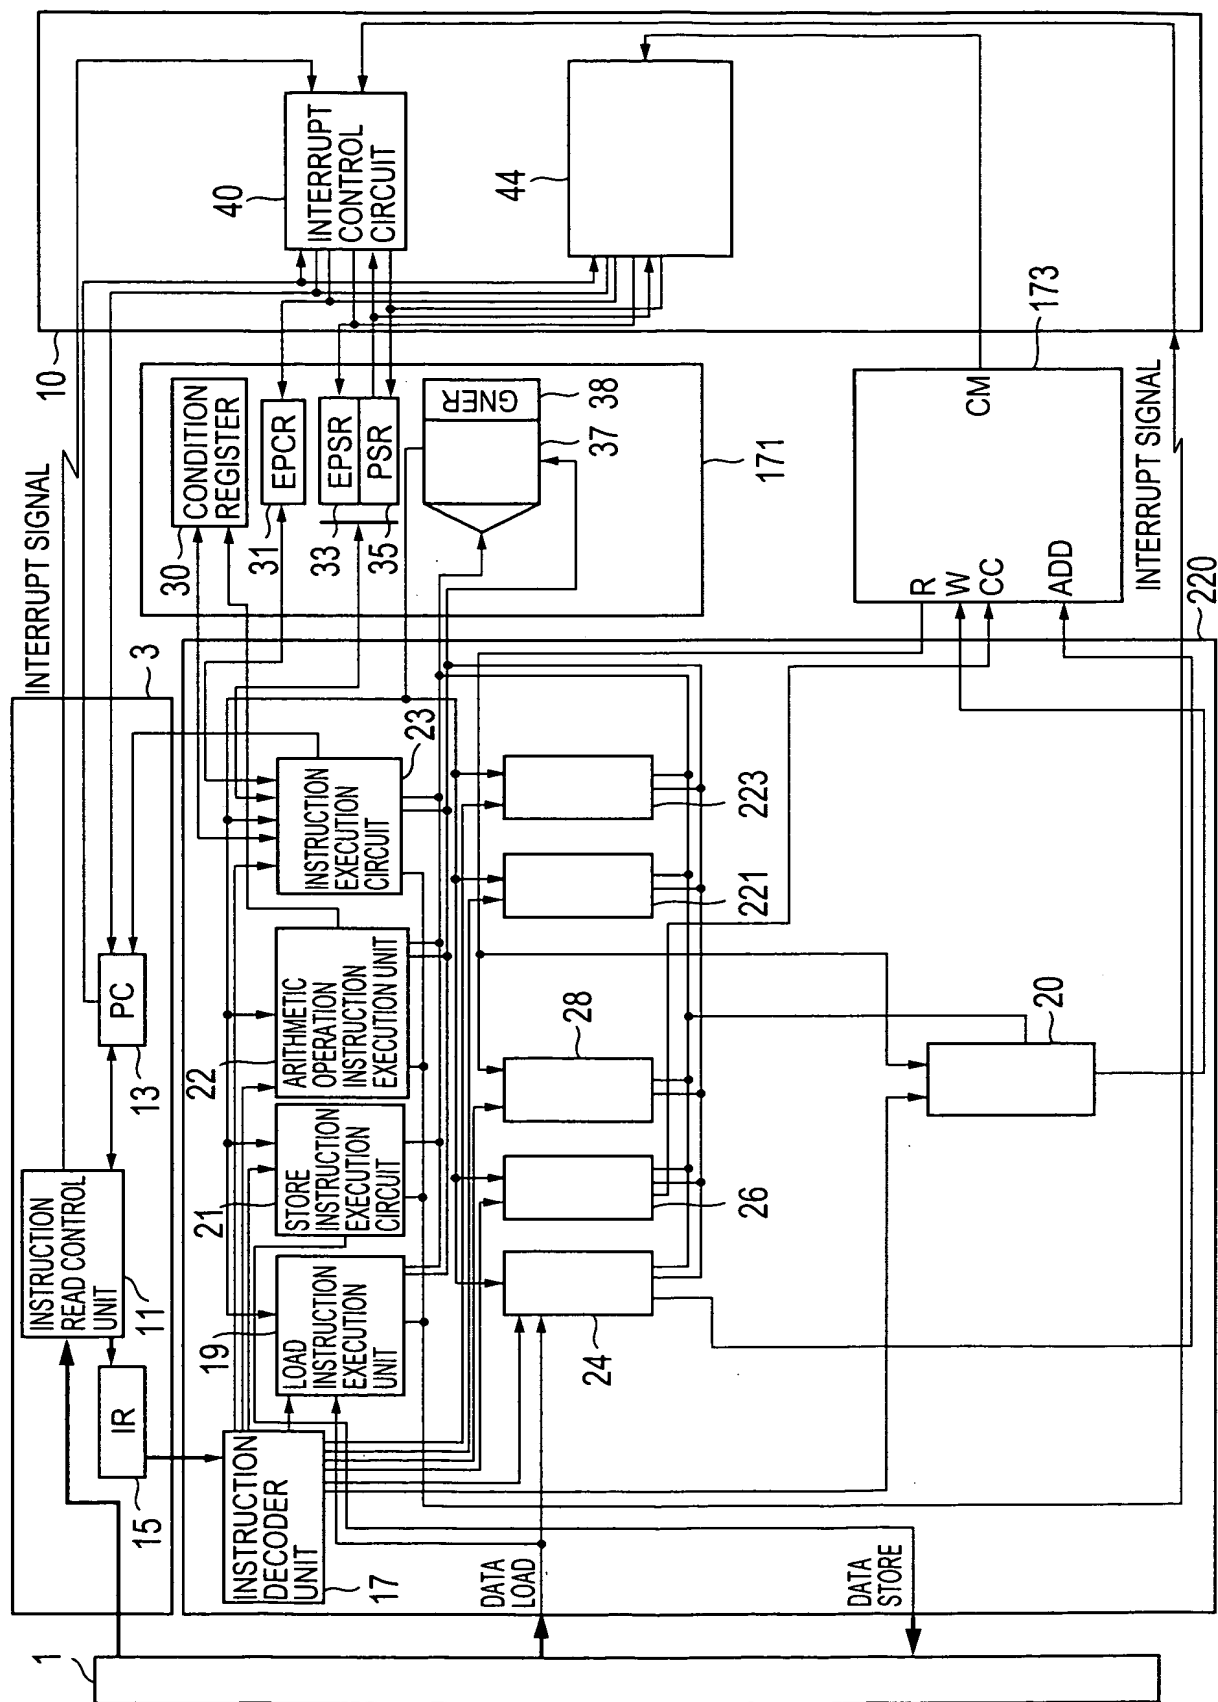 1
3
INTERRUPT SIGNAL
10
INSTRUCTION
READ CONTROL
UNIT
11
PC
13
IR
15
INSTRUCTION
DECODER
UNIT
17
LOAD
INSTRUCTION
EXECUTION
UNIT
19
STORE
INSTRUCTION
EXECUTION
CIRCUIT
21
ARITHMETIC
OPERATION
INSTRUCTION
EXECUTION UNIT
22
INSTRUCTION
EXECUTION
CIRCUIT
23
24
26
28
221
223
20
220
DATA
LOAD
DATA
STORE
CONDITION
REGISTER
30
EPCR
31
EPSR
33
PSR
35
37
GNER
38
171
INTERRUPT
CONTROL
CIRCUIT
40
44
R
W
CC
ADD
CM
173
INTERRUPT SIGNAL